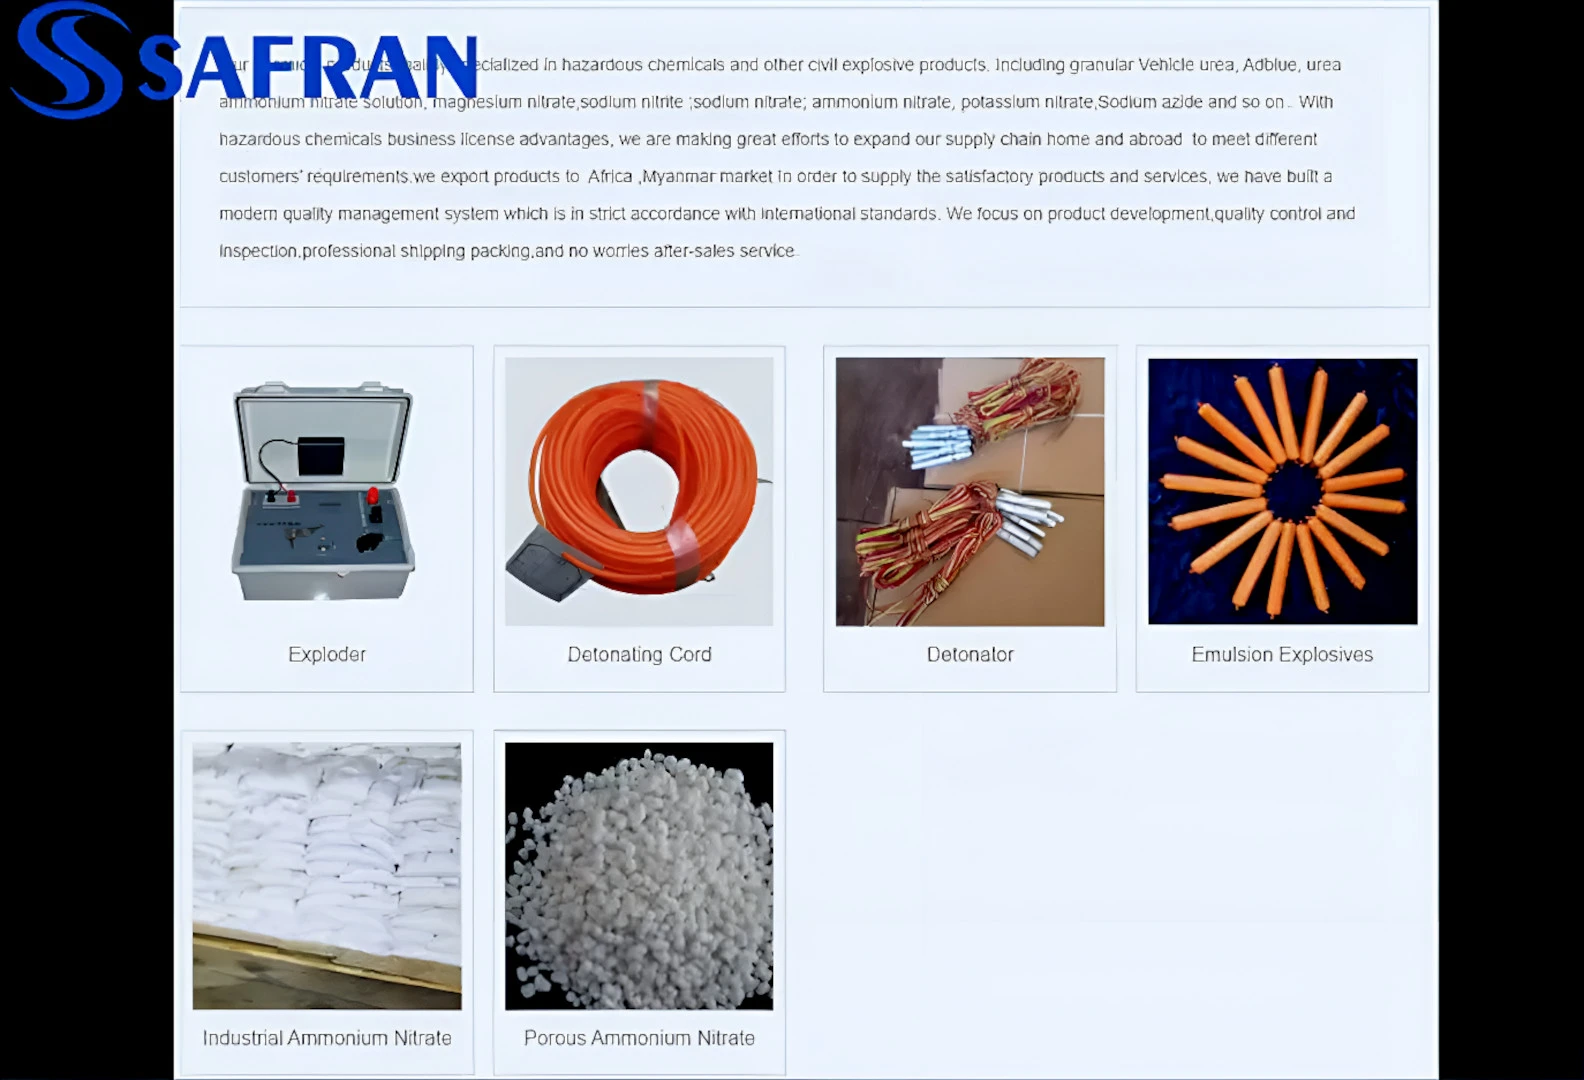 SAFRAN
ecialized in hazardous chemicals and other civil explosive products. Including granular Vehicle urea, Adblue, urea
ammonium nitrate solution, magnesium nitrate,sodium nitrite ;sodium nitrate; ammonium nitrate, potassium nitrate,Sodium azide and so on . With
hazardous chemicals business license advantages, we are making great efforts to expand our supply chain home and abroad to meet different
customers' requirements.we export products to Africa ,Myanmar market in order to supply the satisfactory products and services, we have built a
modern quality management system which is in strict accordance with international standards. We focus on product development,quality control and
inspection,professional shipping packing,and no worries after-sales service.
Exploder
Detonating Cord
Detonator
Emulsion Explosives
Industrial Ammonium Nitrate
Porous Ammonium Nitrate